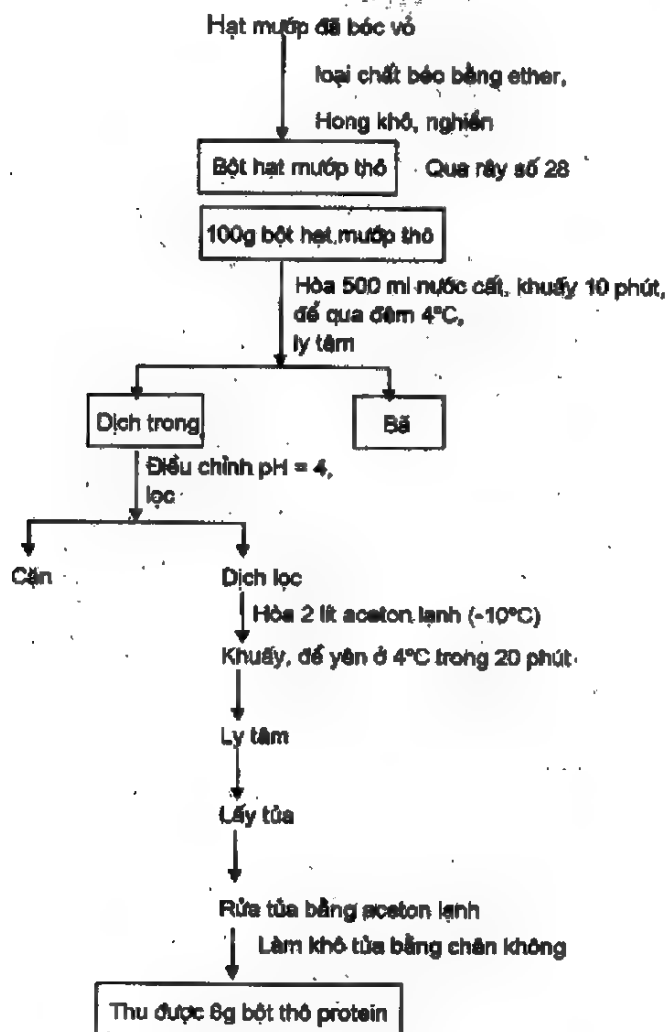 Hạt mướp đã bóc vỏ
loại chất béo bằng ether,
Hong khô, nghiền
Bột hạt mướp thô
Qua rây số 28
100g bột hạt mướp thô
Hòa 500 ml nước cất, khuấy 10 phút,
để qua đêm 4°C,
ly tâm
Dịch trong
Bã
Điều chỉnh pH = 4,
lọc
Cặn
Dịch lọc
Hòa 2 lít aceton lạnh (-10°C)
Khuấy, để yên ở 4°C trong 20 phút
Ly tâm
Lấy tủa
Rửa tủa bằng aceton lạnh
Làm khô tủa bằng chân không
Thu được bột thô protein